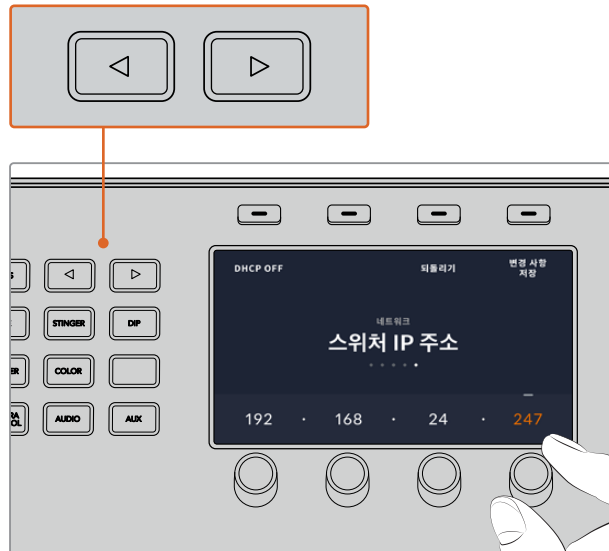 DHCP OFF
되돌리기
변경 사항
저장
네트워크
스위처 IP 주소
192 · 168 · 24 · 247
STINGER
DIP
COLOR
AUDIO
AUX